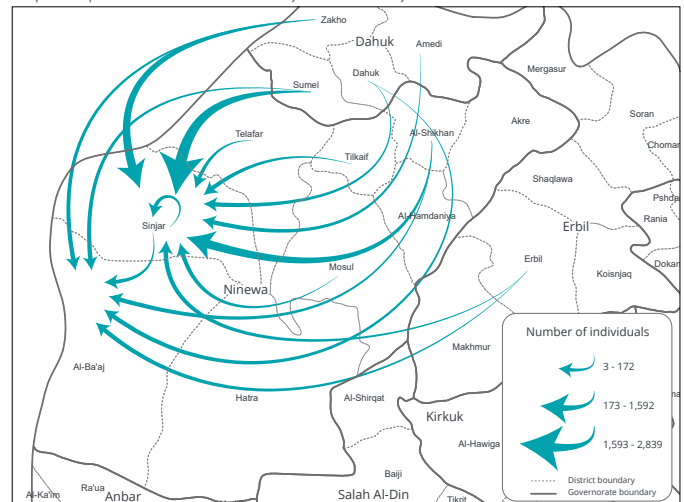 Zakho
Dahuk
Amedi
Mergasur
Dahuk
Sumel
Soran
Akre
Telafar
Al-Shikhan
Choman
Tilkaif
Shaqlawa
Rania
Al-Hamdaniya
Sinjar
Erbil
Erbil
Koisnjaq
Mosul
Ninewa
Number of individuals
3 - 172
173 - 1,592
1,593 - 2,839
District boundary
Governorate boundary
Makhmur
Al-Ba'aj
Hatra
Al-Shirqat
Kirkuk
Al-Hawiga
Baiji
Ra'ua
Al-Ka'im
Anbar
Salah Al-Din
Tikrit